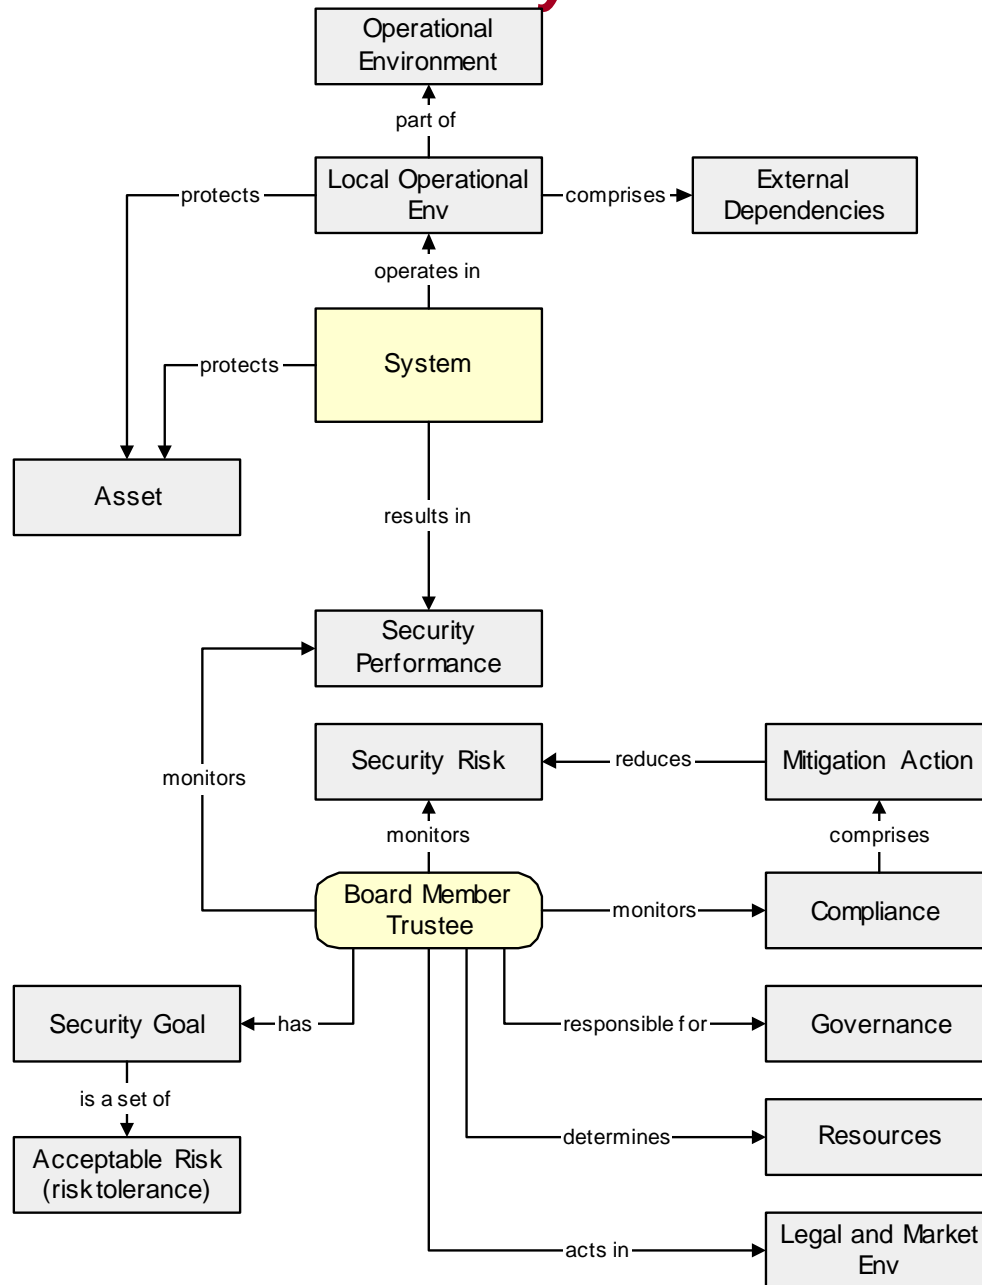 Operational
Environment
part of
Local Operational
Env
protects
comprises
External
Dependencies
operates in
System
protects
Asset
results in
Security
Performance
monitors
Security Risk
reduces
Mitigation Action
monitors
comprises
Board Member
Trustee
monitors
Compliance
Security Goal
has
responsible for
Governance
is a set of
Acceptable Risk
(risk tolerance)
determines
Resources
acts in
Legal and Market
Env